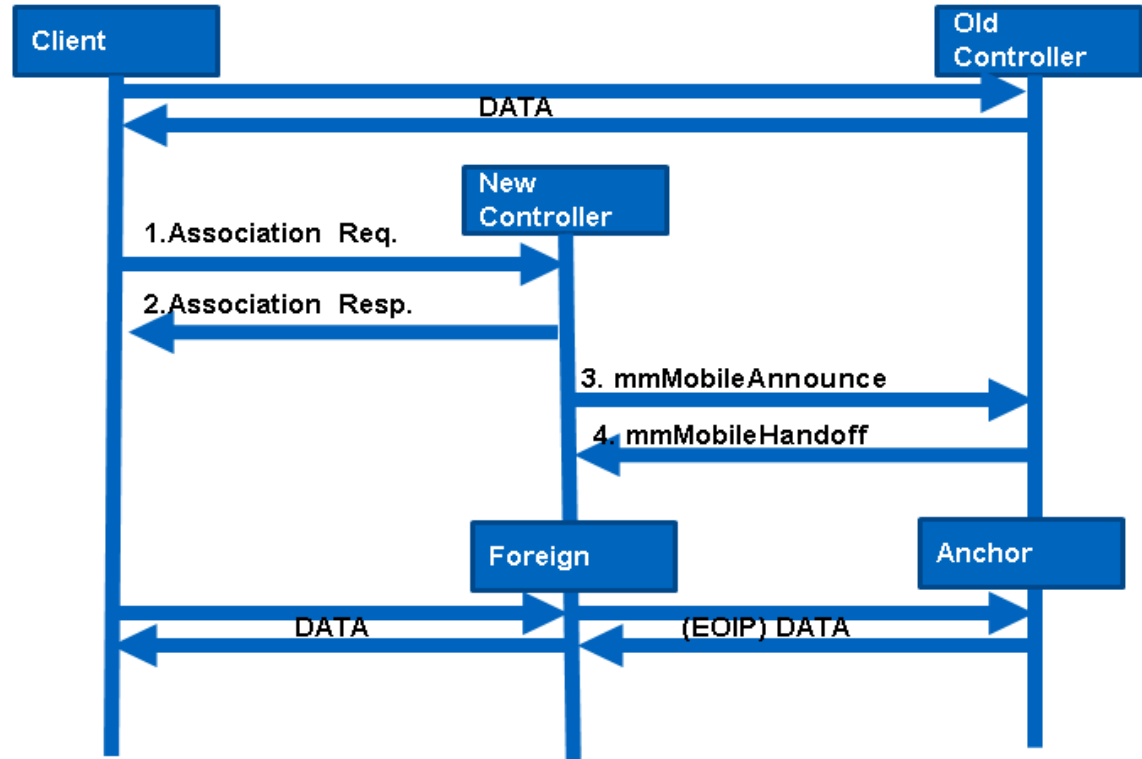 Client
Old
Controller
DATA
New
Controller
1.Association Req.
2.Association Resp.
3. mmMobileAnnounce
4. mmMobileHandoff
Foreign
Anchor
DATA
(EOIP) DATA